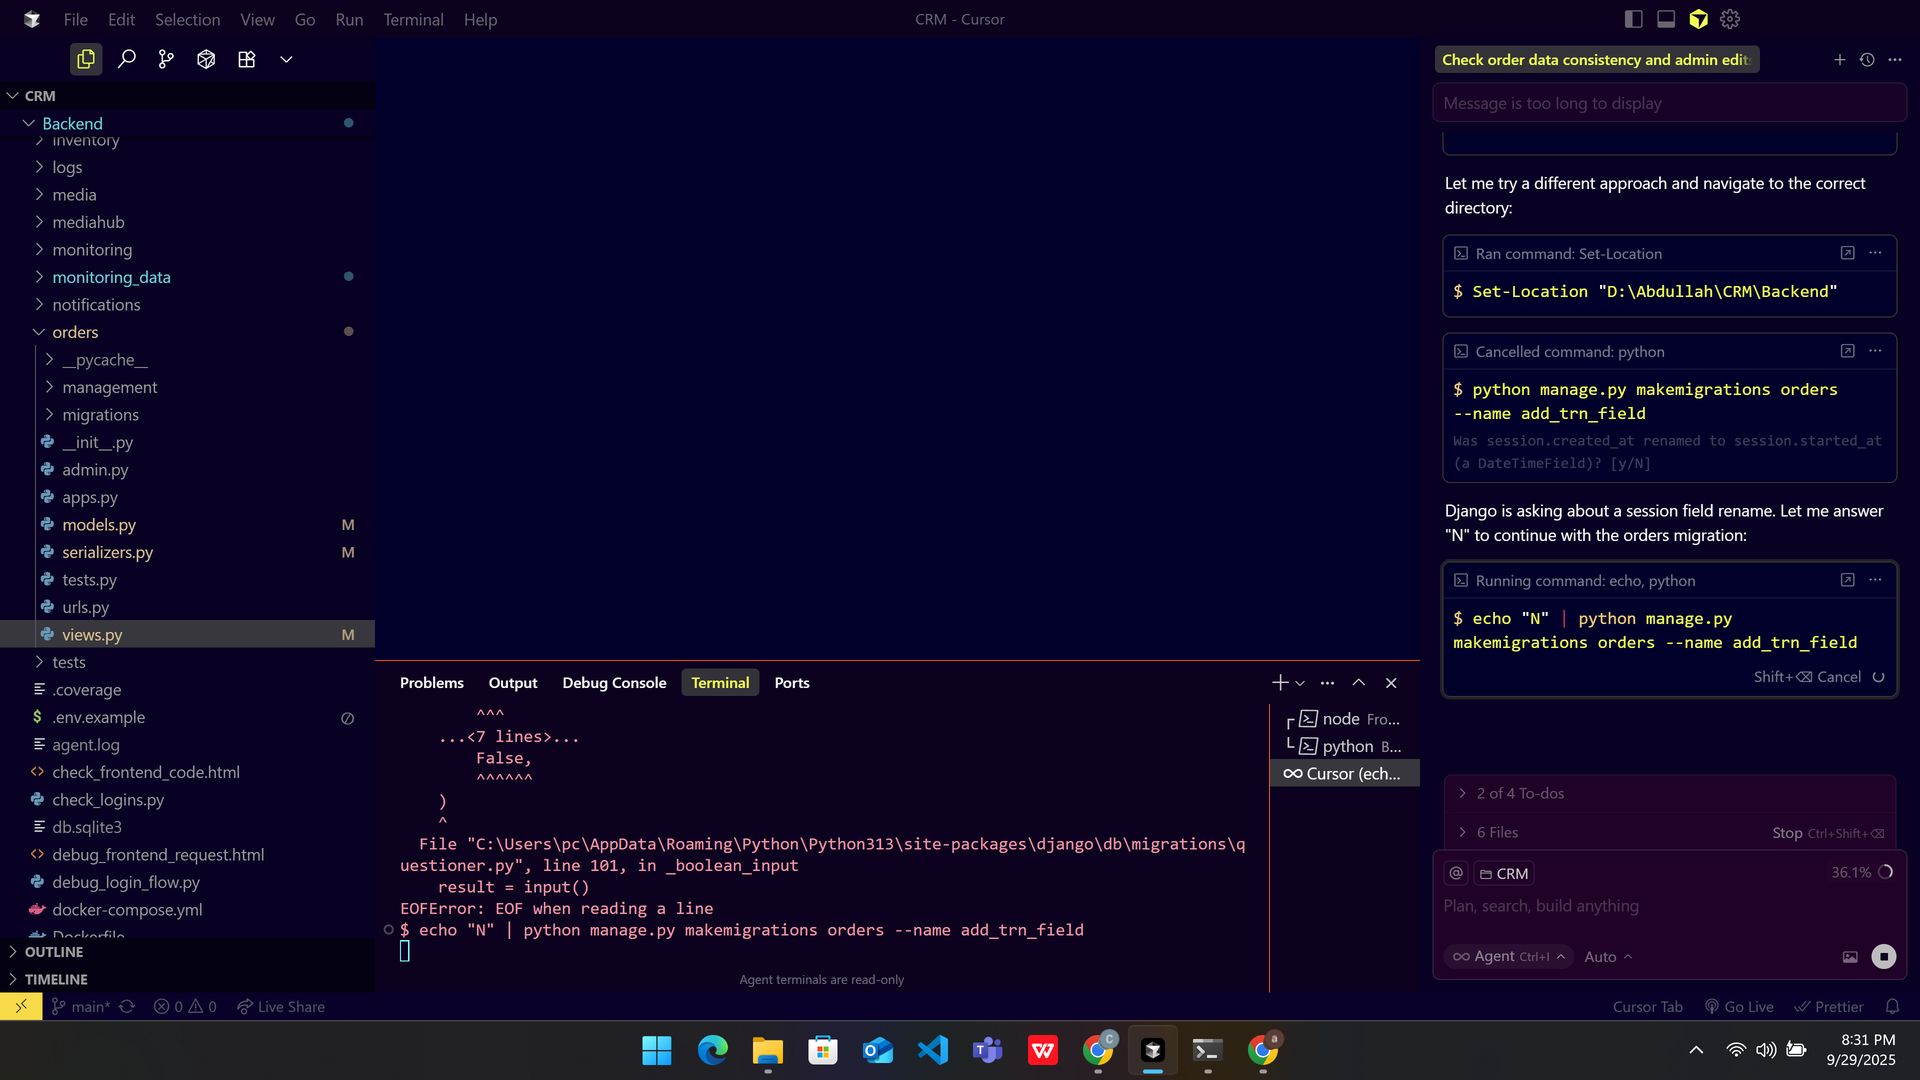 File Edit Selection View Go Run Terminal Help
CRM - Cursor
CRM
Backend
inventory
logs
media
mediahub
monitoring
monitoring_data
notifications
orders
__pycache__
management
migrations
__init__.py
admin.py
apps.py
models.py M
serializers.py M
tests.py
urls.py
views.py M
tests
.coverage
.env.example
agent.log
check_frontend_code.html
check_logins.py
db.sqlite3
debug_frontend_request.html
debug_login_flow.py
docker-compose.yml
Dockerfile
OUTLINE
TIMELINE
Problems Output Debug Console Terminal Ports
^^^
...<7 lines>...
False,
^^^^^^
)
^
File "C:\Users\pc\AppData\Roaming\Python\Python313\site-packages\django\db\migrations\q
uestioner.py", line 101, in _boolean_input
result = input()
EOFError: EOF when reading a line
$ echo "N" | python manage.py makemigrations orders --name add_trn_field
Agent terminals are read-only
node Fro...
python B...
Cursor (ech...
Check order data consistency and admin edit
Message is too long to display
Let me try a different approach and navigate to the correct
directory:
Ran command: Set-Location
$ Set-Location "D:\Abdullah\CRM\Backend"
Cancelled command: python
$ python manage.py makemigrations orders
--name add_trn_field
Was session.created_at renamed to session.started_at
(a DateTimeField)? [y/N]
Django is asking about a session field rename. Let me answer
"N" to continue with the orders migration:
Running command: echo, python
$ echo "N" | python manage.py
makemigrations orders --name add_trn_field
Shift+⌫ Cancel
2 of 4 To-dos
6 Files Stop Ctrl+Shift+⌫
@ CRM 36.1%
Plan, search, build anything
Agent Ctrl+I Auto
main* 0 0 Live Share
Cursor Tab Go Live Prettier
8:31 PM
9/29/2025